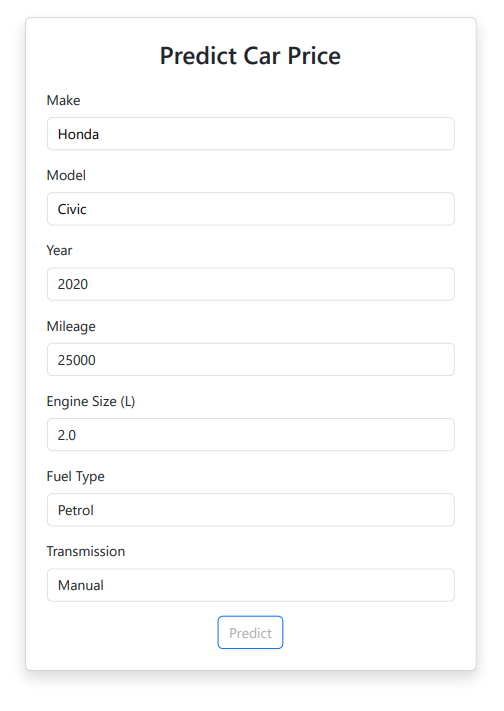 Predict Car Price
Make
Honda
Model
Civic
Year
2020
Mileage
25000
Engine Size (L)
2.0
Fuel Type
Petrol
Transmission
Manual
Predict